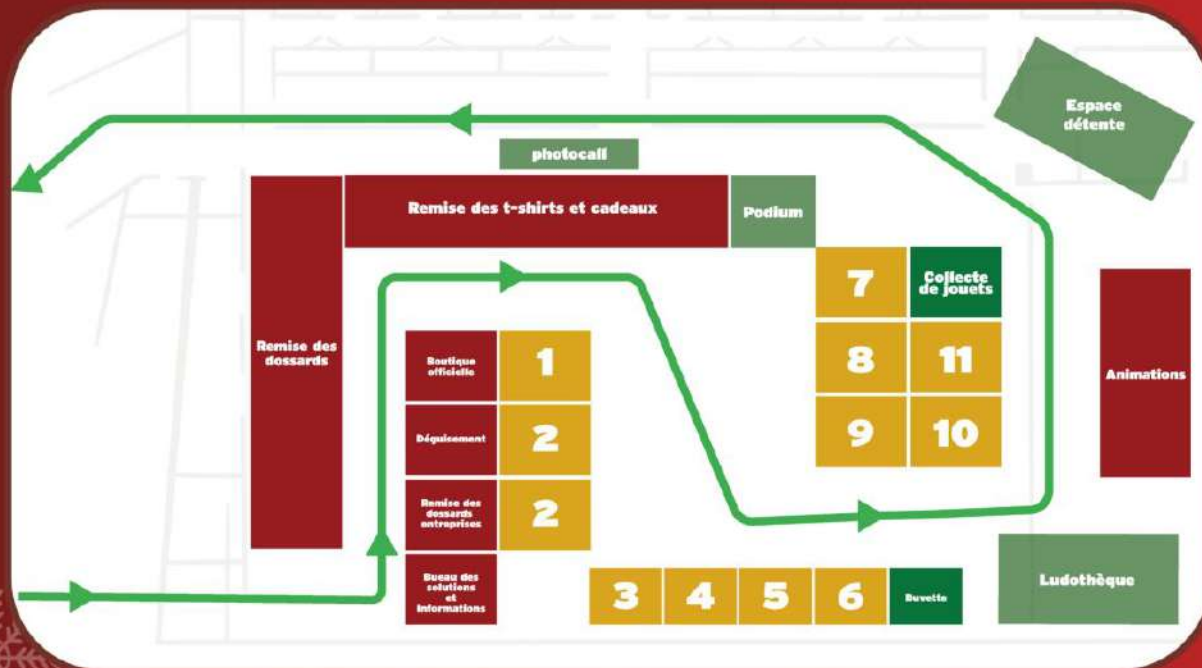 Espace
détente
photocall
Remise des t-shirts et cadeaux
Podium
Remise des
dossards
7
Collecte
de jouets
Boutique
officielle
1
8
11
Animations
Déguisement
2
9
10
Remise des
dossards
entreprises
2
Bueau des
solutions
et
informations
3
4
5
6
Buvette
Ludothèque